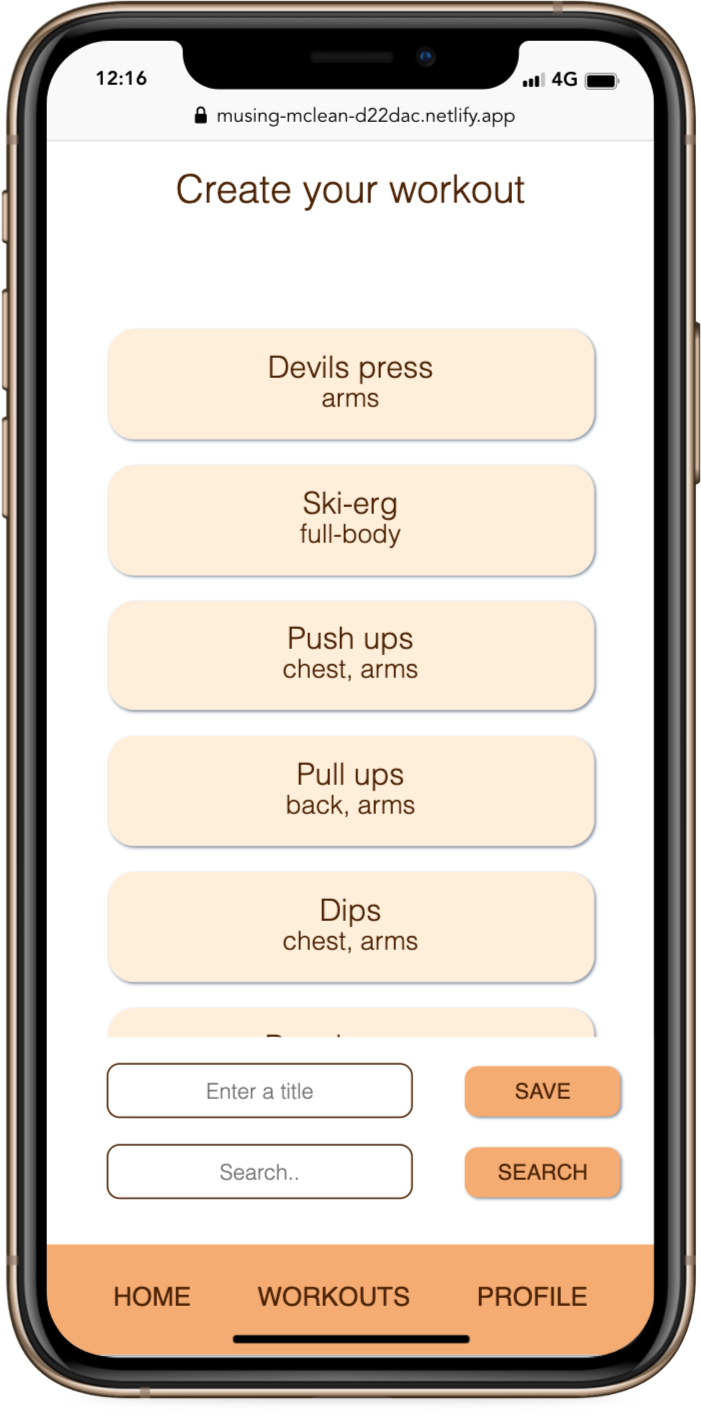 12:16
4G
musing-mclean-d22dac.netlify.app
Create your workout
Devils press
arms
Ski-erg
full-body
Push ups
chest, arms
Pull ups
back, arms
Dips
chest, arms
Enter a title
SAVE
Search..
SEARCH
HOME WORKOUTS PROFILE